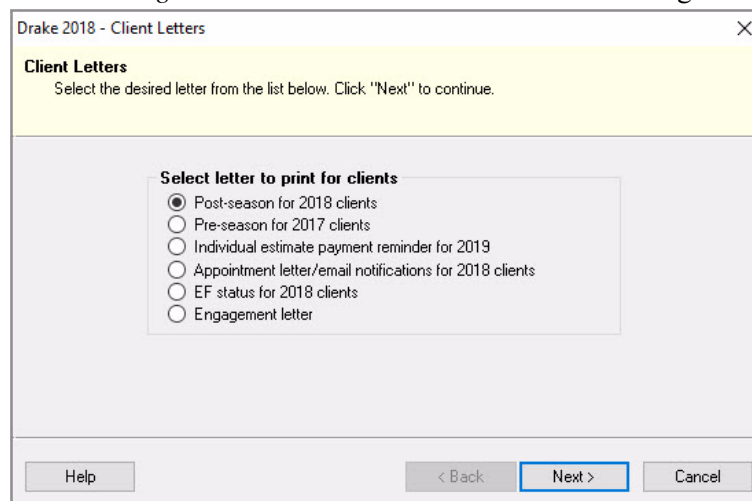 Drake 2018 - Client Letters
Client Letters
Select the desired letter from the list below. Click "Next" to continue.
Select letter to print for clients
Post-season for 2018 clients
Pre-season for 2017 clients
Individual estimate payment reminder for 2019
Appointment letter/email notifications for 2018 clients
EF status for 2018 clients
Engagement letter
Help
< Back
Next >
Cancel